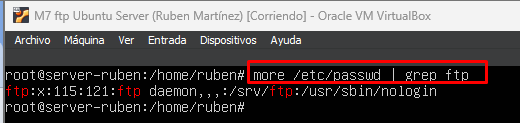 M7 ftp Ubuntu Server (Ruben Martínez) [Corriendo] - Oracle VM VirtualBox
Archivo Máquina Ver Entrada Dispositivos Ayuda
root@server-ruben:/home/ruben# more /etc/passwd | grep ftp
ftp:x:115:121:ftp daemon,,,:/srv/ftp:/usr/sbin/nologin
root@server-ruben:/home/ruben#